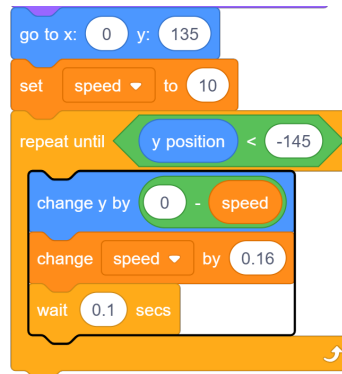 go to x: 0 y: 135
set speed to 10
repeat until y position < -145
change y by 0 - speed
change speed by 0.16
wait 0.1 secs